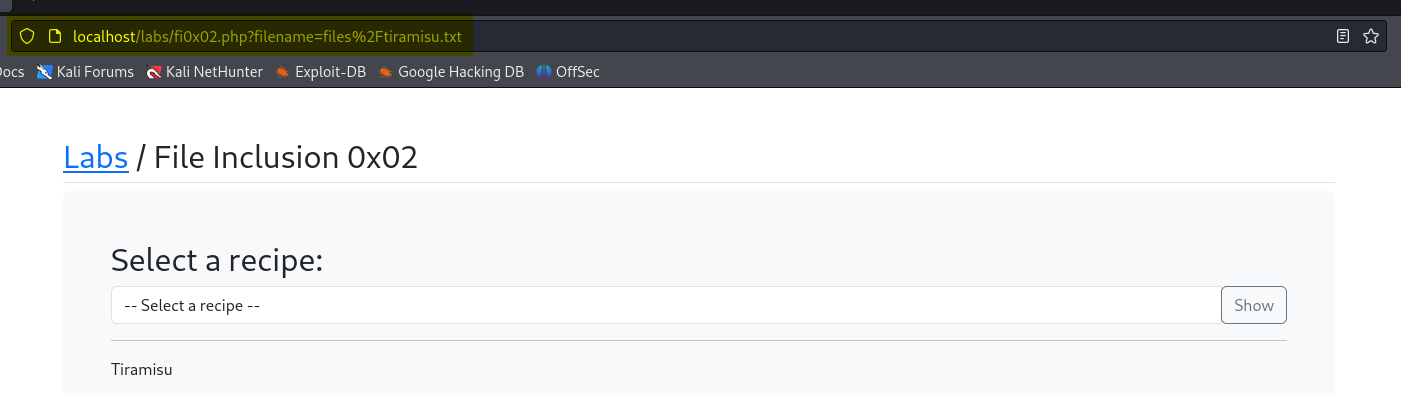 localhost/labs/fi0x02.php?filename=files%2Ftiramisu.txt
Docs Kali Forums Kali NetHunter Exploit-DB Google Hacking DB OffSec
Labs / File Inclusion 0x02
Select a recipe:
-- Select a recipe -- Show
Tiramisu